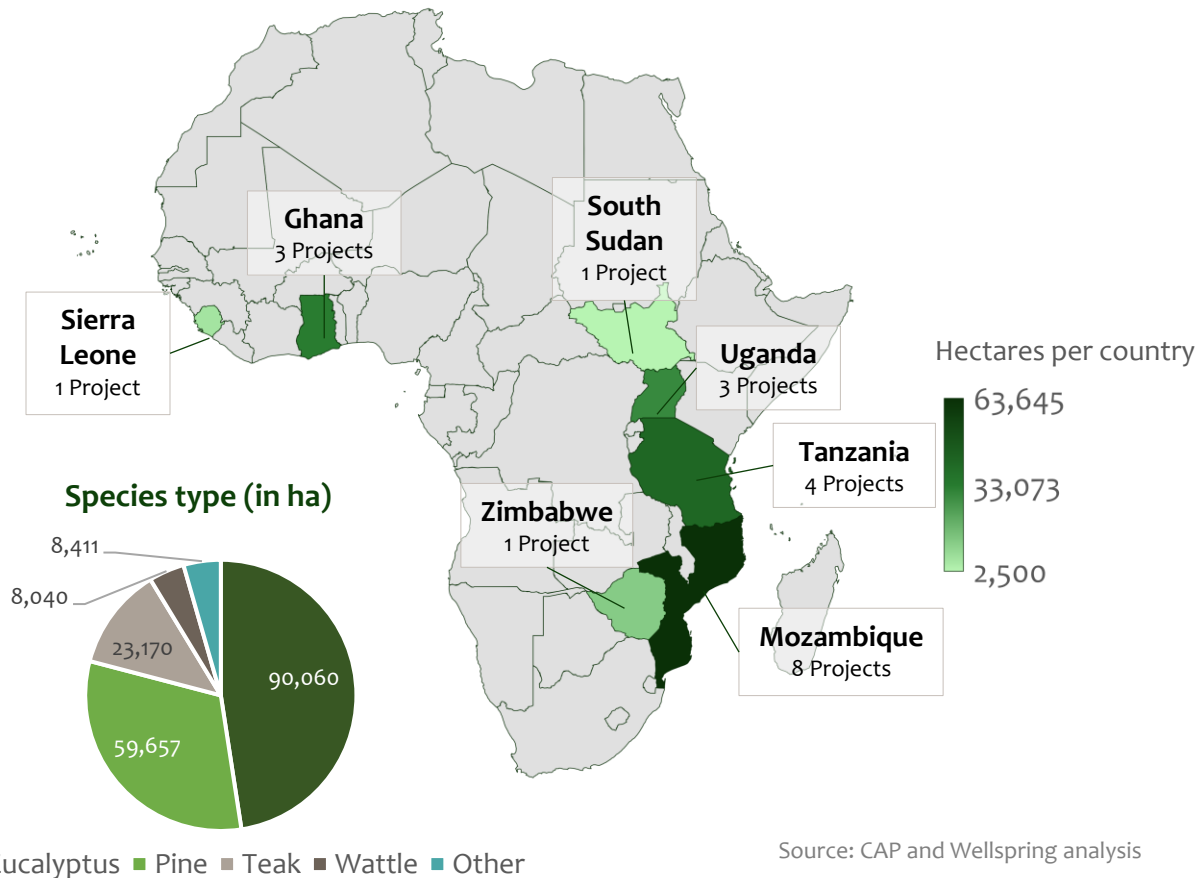 Ghana
3 Projects
South
Sudan
1 Project
Sierra
Leone
1 Project
Uganda
3 Projects
Hectares per country
63,645
33,073
2,500
Tanzania
4 Projects
Zimbabwe
1 Project
Mozambique
8 Projects
Species type (in ha)
8,411
8,040
23,170
90,060
59,657
Eucalyptus Pine Teak Wattle Other
Source: CAP and Wellspring analysis